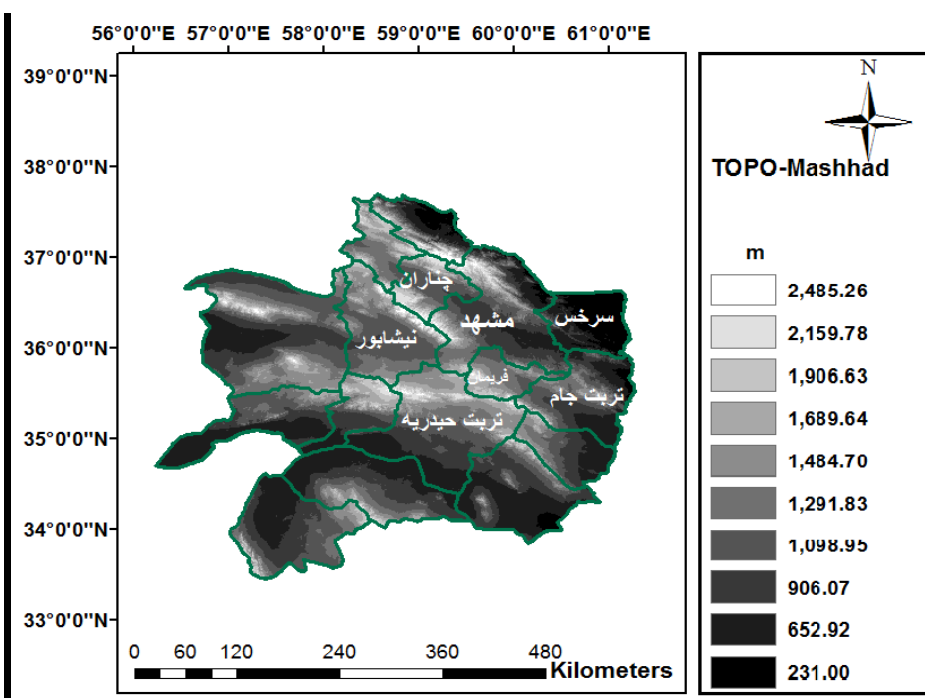 56°0'0"E 57°0'0"E 58°0'0"E 59°0'0"E 60°0'0"E 61°0'0"E
39°0'0"N
38°0'0"N
37°0'0"N
36°0'0"N
35°0'0"N
34°0'0"N
33°0'0"N
چناران
مشهد
سرخس
نیشابور
فریمان
تربت جام
تربت حیدریه
0 60 120 240 360 480
Kilometers
N
TOPO-Mashhad
m
2,485.26
2,159.78
1,906.63
1,689.64
1,484.70
1,291.83
1,098.95
906.07
652.92
231.00